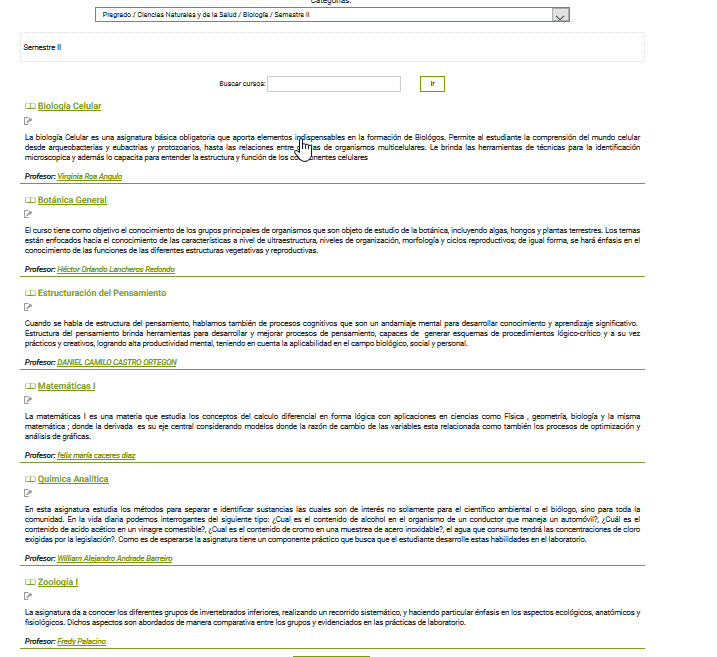 Categorías:
Pregrado / Ciencias Naturales y de la Salud / Biología / Semestre II
Semestre II
Buscar cursos:
Ir
Biología Celular
La biología Celular es una asignatura básica obligatoria que aporta elementos indispensables en la formación de Biólogos. Permite al estudiante la comprensión del mundo celular
desde arqueobacterias y eubactrias y protozoarios, hasta las relaciones entre de organismos multicelulares. Le brinda las herramientas de técnicas para la identificación
microscopica y además lo capacita para entender la estructura y función de los componentes celulares
Profesor: Virginia Roa Angulo
Botánica General
El curso tiene como objetivo el conocimiento de los grupos principales de organismos que son objeto de estudio de la botánica, incluyendo algas, hongos y plantas terrestres. Los temas
están enfocados hacia el conocimiento de las características a nivel de ultraestructura, niveles de organización, morfología y ciclos reproductivos; de igual forma, se hará énfasis en el
conocimiento de las funciones de las diferentes estructuras vegetativas y reproductivas.
Profesor: Héctor Orlando Lancheros Redondo
Estructuración del Pensamiento
Cuando se habla de estructura del pensamiento, hablamos también de procesos cognitivos que son un andamiaje mental para desarrollar conocimiento y aprendizaje significativo.
Estructura del pensamiento brinda herramientas para desarrollar y mejorar procesos de pensamiento, capaces de generar esquemas de procedimientos lógico-crítico y a su vez
prácticos y creativos, logrando alta productividad mental, teniendo en cuenta la aplicabilidad en el campo biológico, social y personal.
Profesor: DANIEL CAMILO CASTRO ORTEGON
Matemáticas I
La matemáticas I es una materia que estudia los conceptos del calculo diferencial en forma lógica con aplicaciones en ciencias como Física , geometría, biología y la misma
matemática ; donde la derivada es su eje central considerando modelos donde la razón de cambio de las variables esta relacionada como también los procesos de optimización y
análisis de gráficas.
Profesor: felix maría caceres diaz
Química Analítica
En esta asignatura estudia los métodos para separar e identificar sustancias las cuales son de interés no solamente para el científico ambiental o el biólogo, sino para toda la
comunidad. En la vida diaria podemos interrogantes del siguiente tipo: ¿Cual es el contenido de alcohol en el organismo de un conductor que maneja un automóvil?, ¿Cuál es el
contenido de acido acético en un vinagre comestible?, ¿Cual es el contenido de cromo en una muestrea de acero inoxidable?, el agua que consumo tendrá las concentraciones de cloro
exigidas por la legislación?. Como es de esperarse la asignatura tiene un componente práctico que busca que el estudiante desarrolle estas habilidades en el laboratorio.
Profesor: William Alejandro Andrade Barreiro
Zoología I
La asignatura da a conocer los diferentes grupos de invertebrados inferiores, realizando un recorrido sistemático, y haciendo particular énfasis en los aspectos ecológicos, anatómicos y
fisiológicos. Dichos aspectos son abordados de manera comparativa entre los grupos y evidenciados en las prácticas de laboratorio.
Profesor: Fredy Palacino